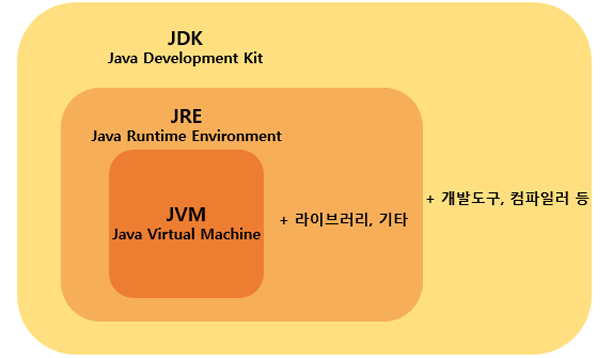 JDK
Java Development Kit
JRE
Java Runtime Environment
JVM
Java Virtual Machine
+ 라이브러리, 기타
+ 개발도구, 컴파일러 등